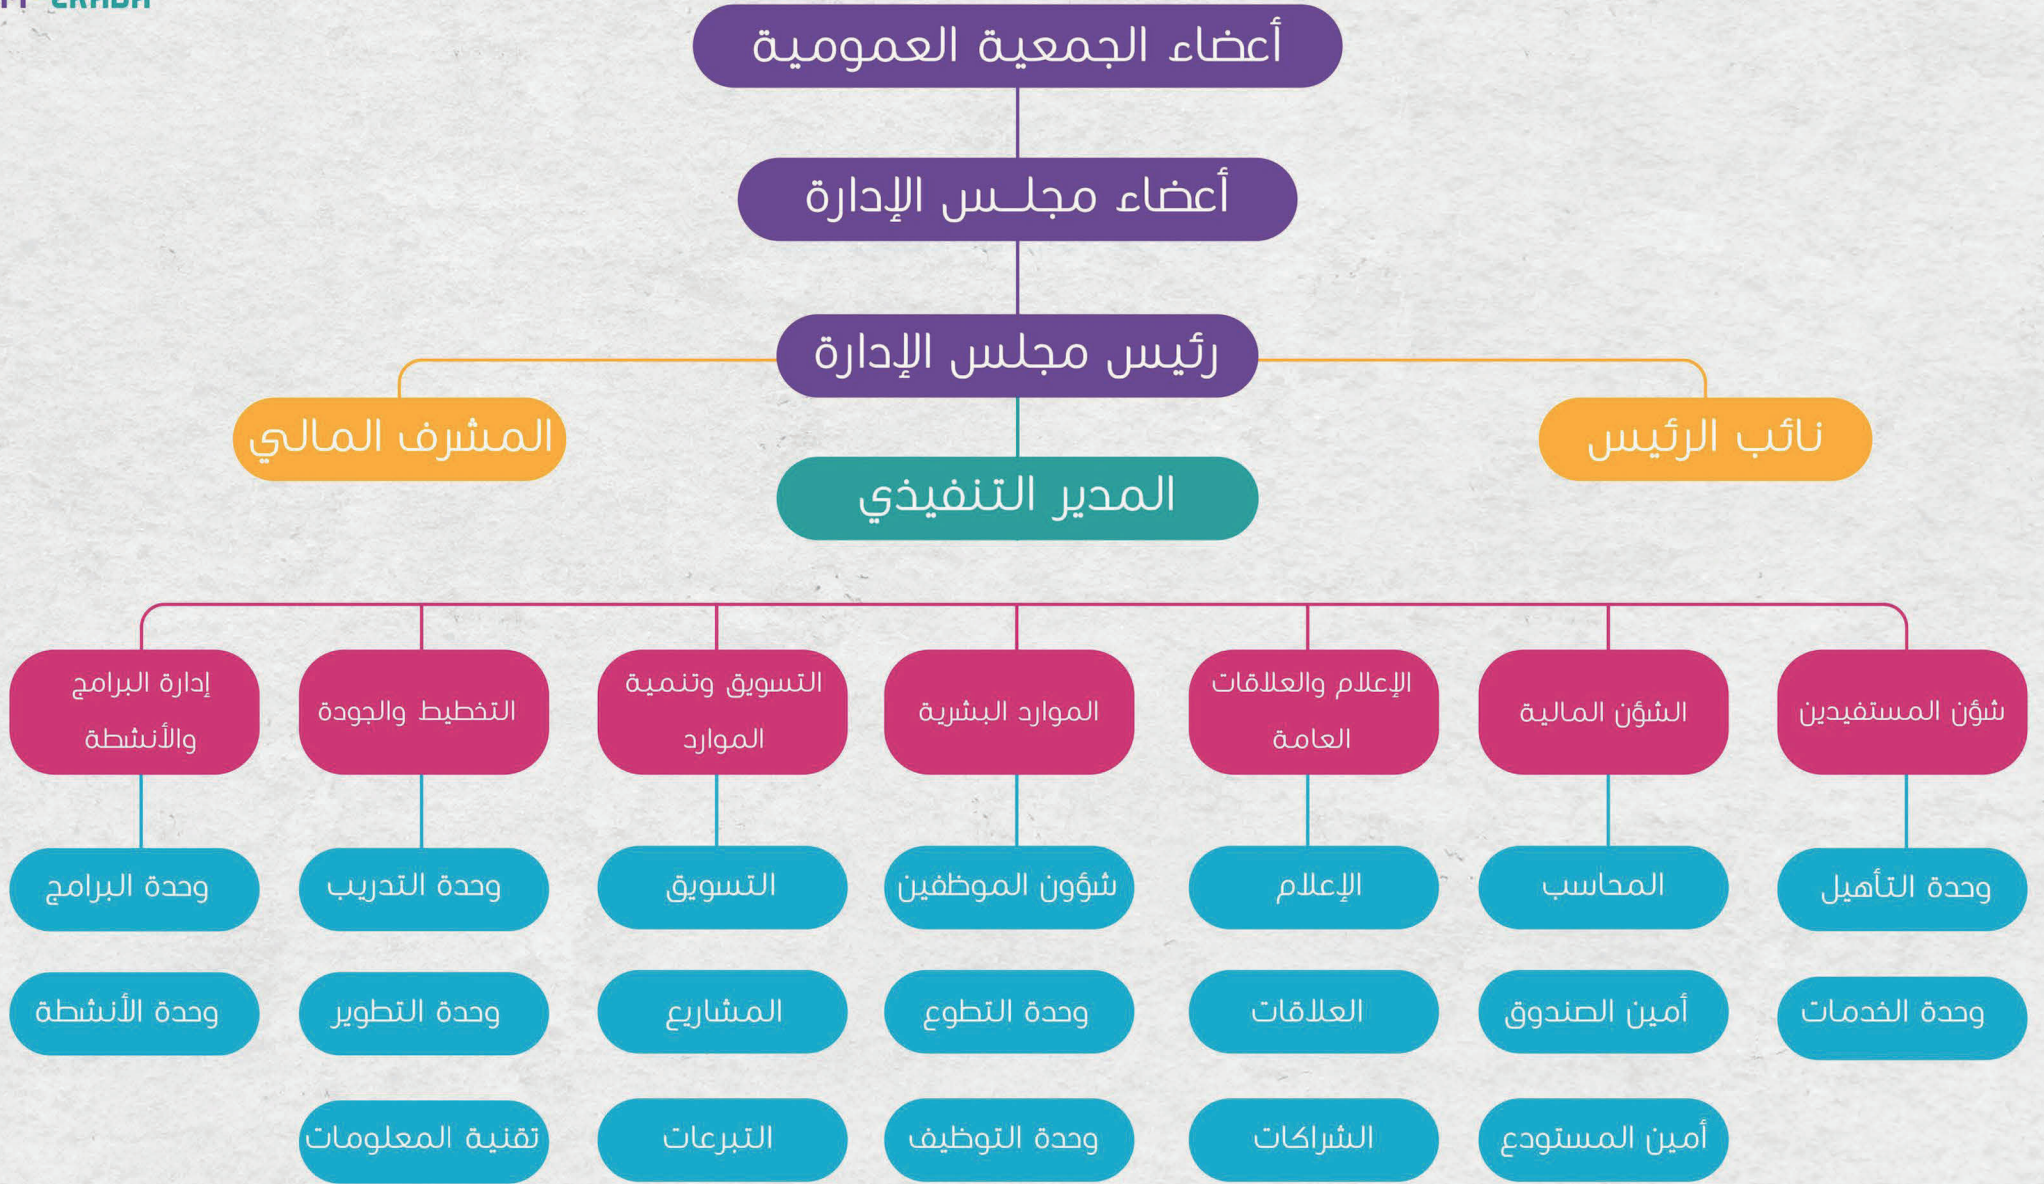 ERADA
أعضاء الجمعية العمومية
أعضاء مجلس الإدارة
رئيس مجلس الإدارة
نائب الرئيس
المشرف المالي
المدير التنفيذي
شؤن المستفيدين
الشؤن المالية
الإعلام والعلاقات
العامة
الموارد البشرية
التسويق وتنمية
الموارد
التخطيط والجودة
إدارة البرامج
والأنشطة
وحدة التأهيل
المحاسب
الإعلام
شؤون الموظفين
التسويق
وحدة التدريب
وحدة البرامج
وحدة الخدمات
أمين الصندوق
العلاقات
وحدة التطوع
المشاريع
وحدة التطوير
وحدة الأنشطة
أمين المستودع
الشراكات
وحدة التوظيف
التبرعات
تقنية المعلومات